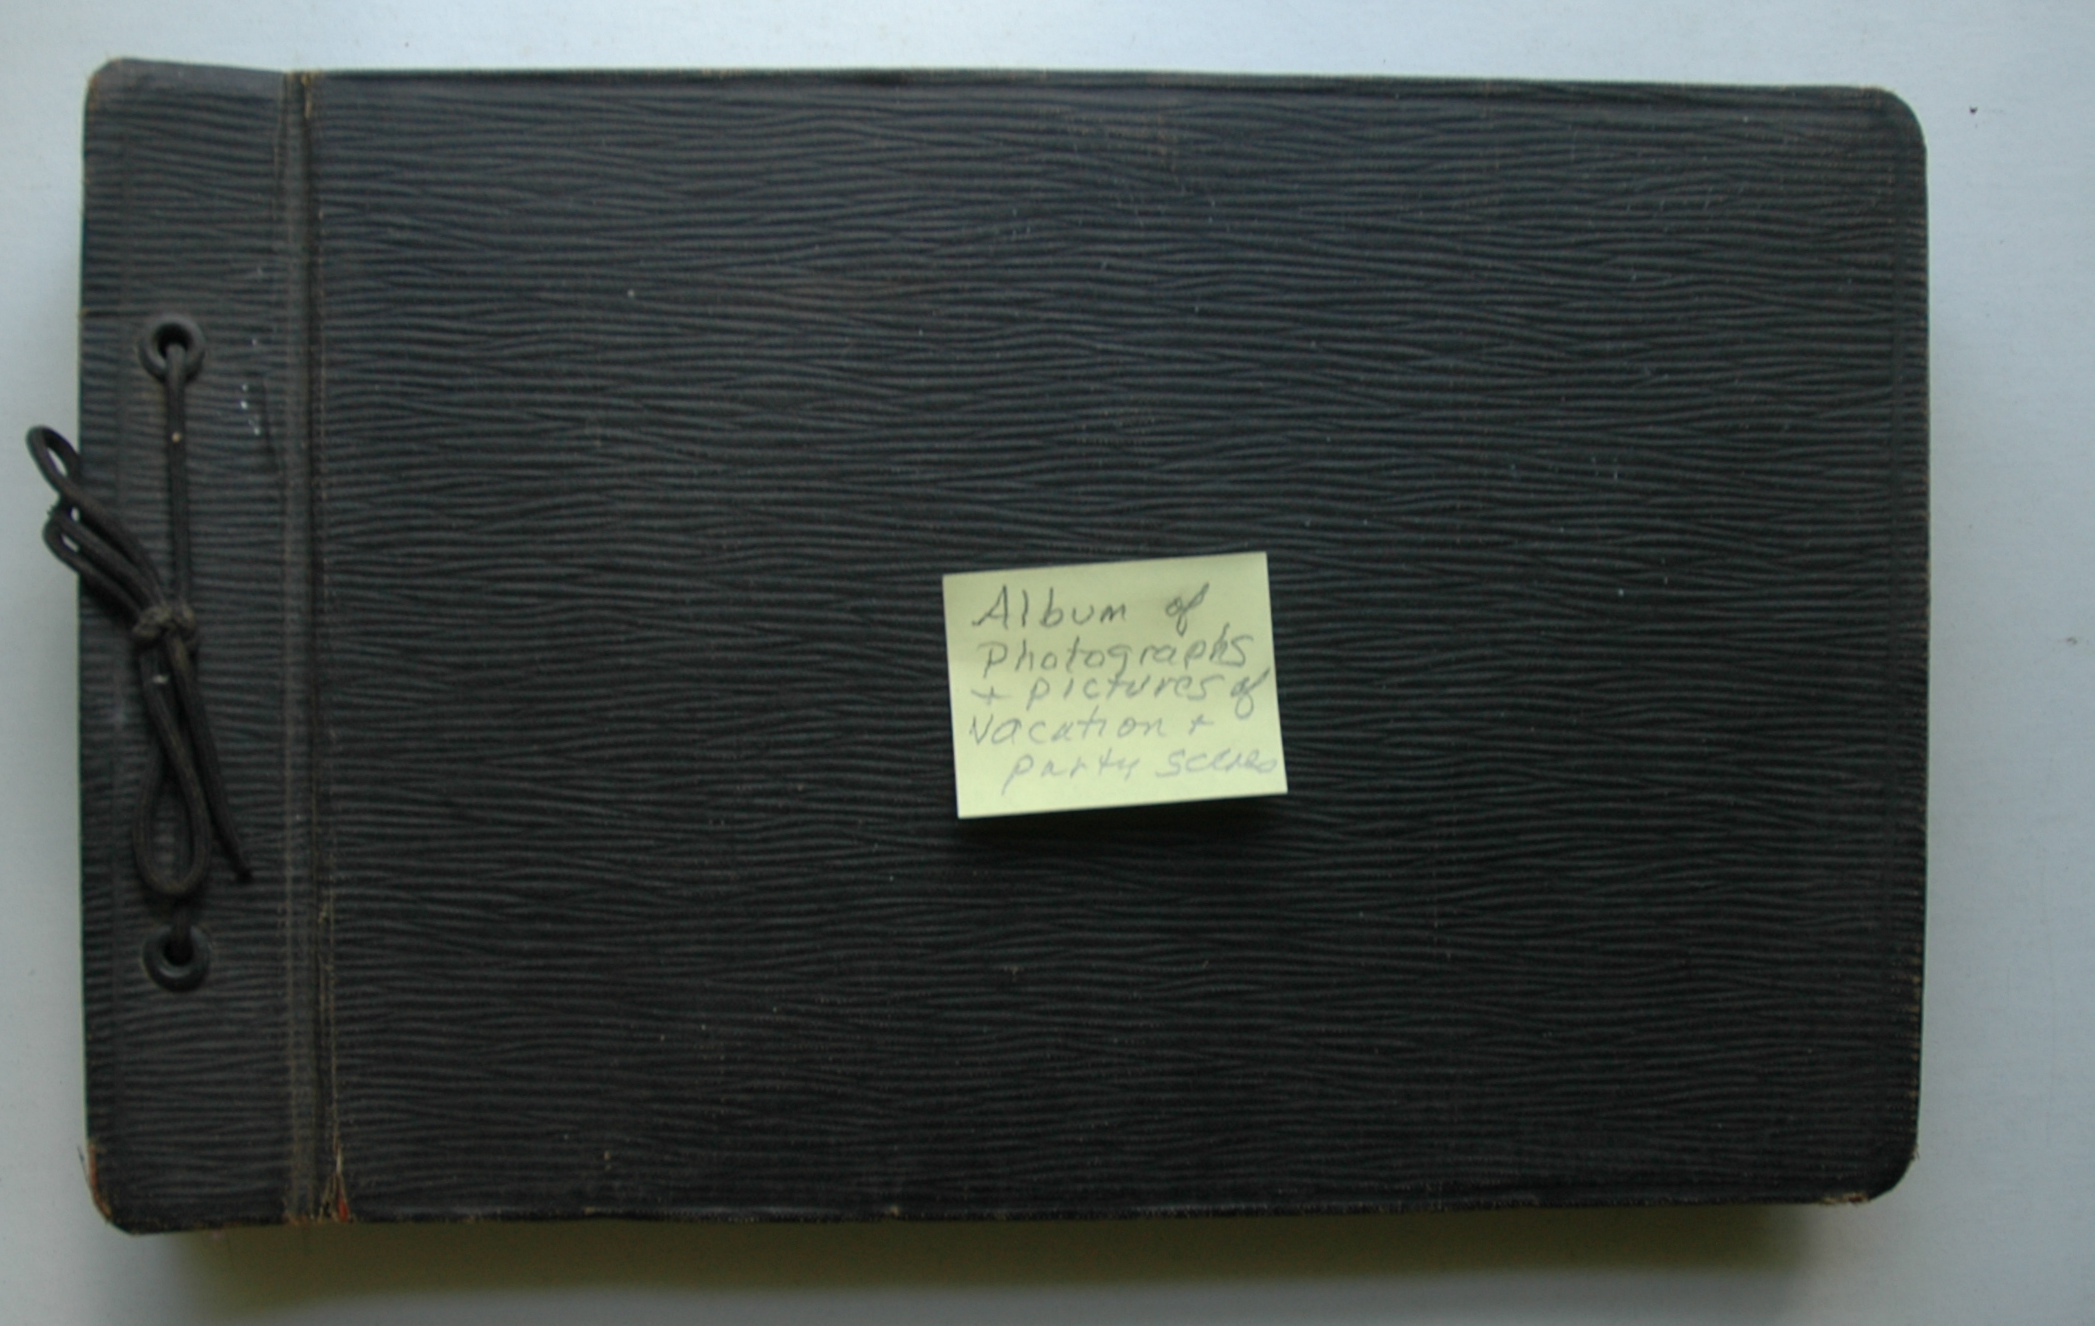 Album of
Photographs
+ pictures of
Vacation +
party scenes